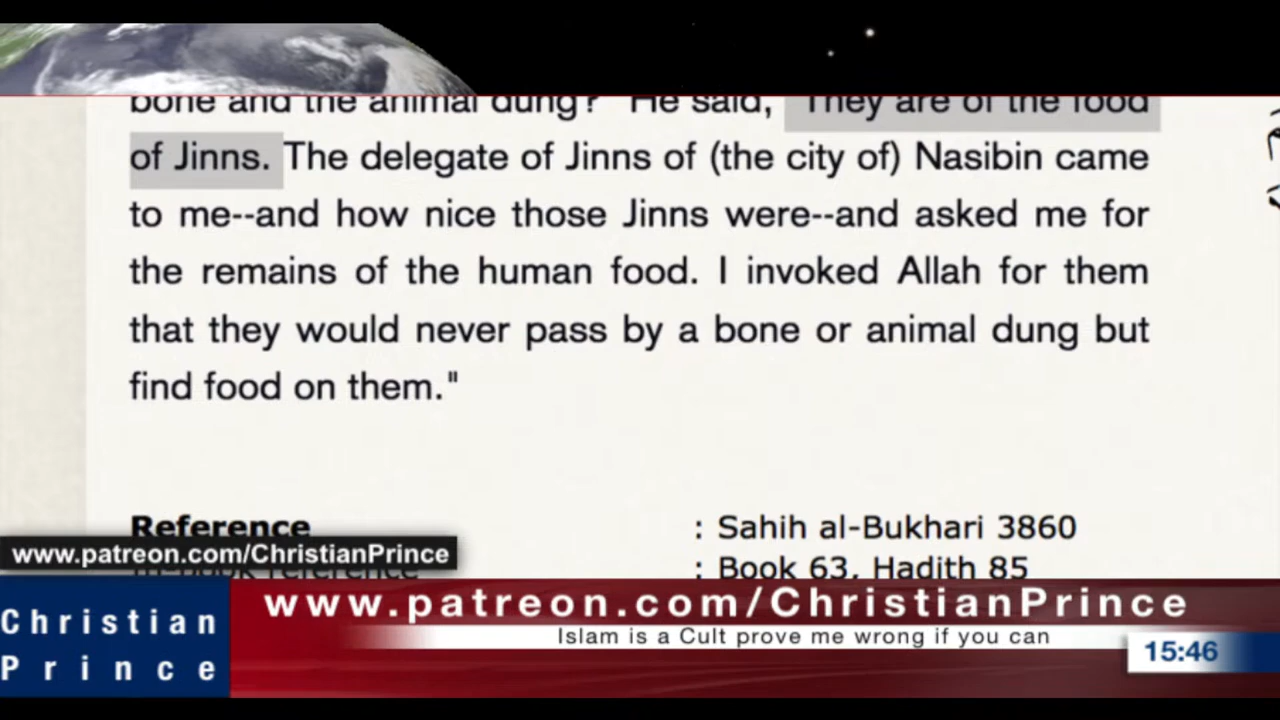 bone and the animal dung?" He said, "They are of the food
of Jinns. The delegate of Jinns of (the city of) Nasibin came
to me--and how nice those Jinns were--and asked me for
the remains of the human food. I invoked Allah for them
that they would never pass by a bone or animal dung but
find food on them."
Reference : Sahih al-Bukhari 3860
www.patreon.com/ChristianPrince
In-book reference : Book 63, Hadith 85
www.patreon.com/ChristianPrince
Islam is a Cult prove me wrong if you can
Christian
Prince
15:46